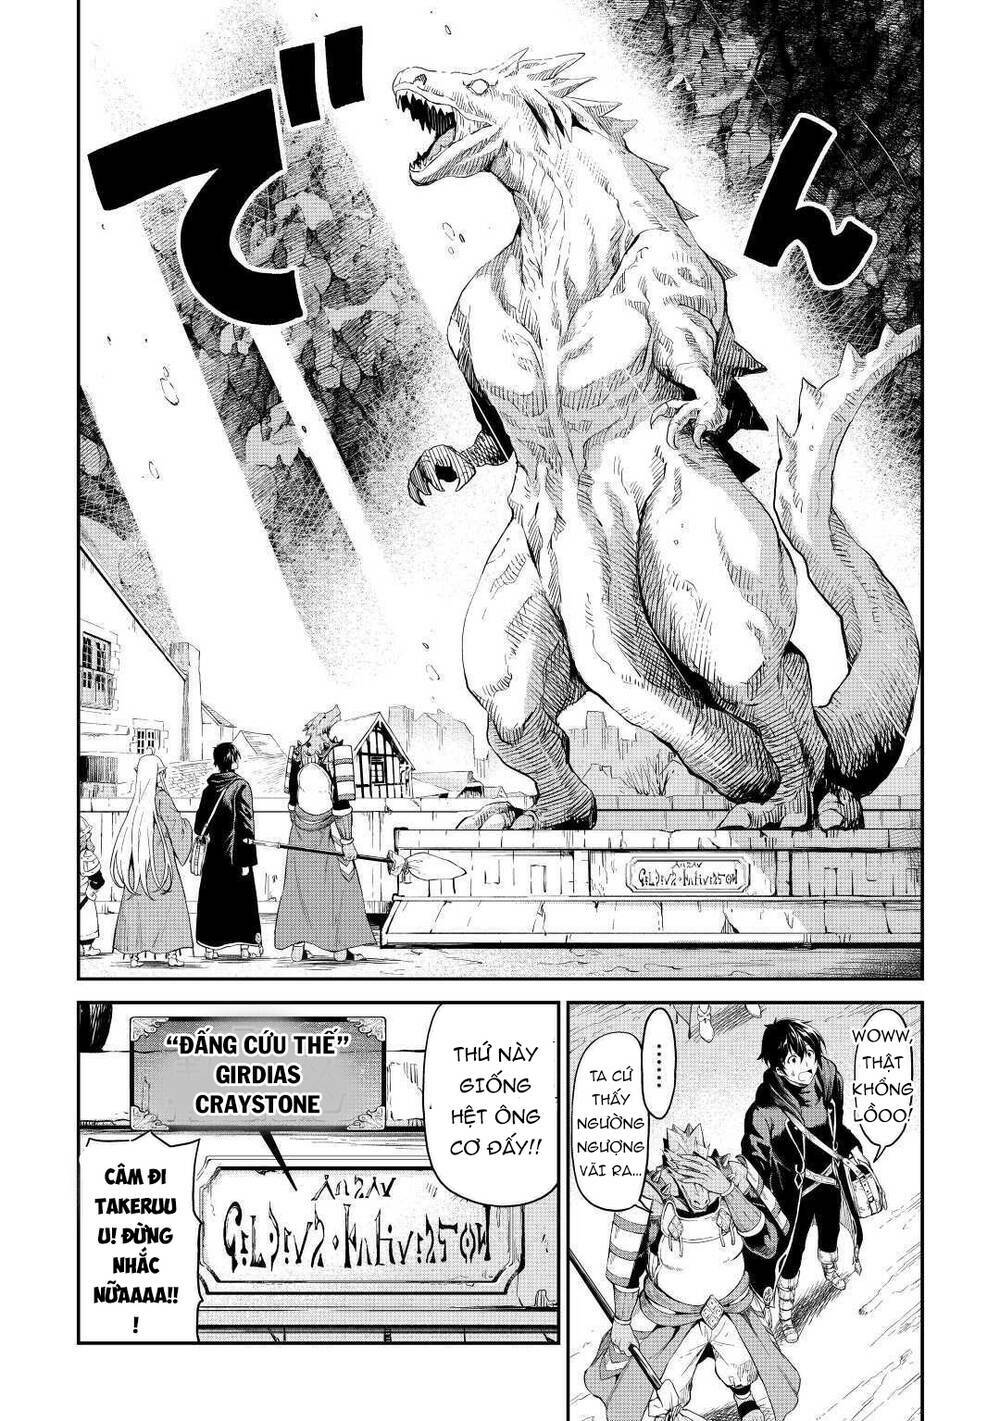 でん
WOWW,
THẬT
KHỔNG
LỒOO!
........
TA CỨ
THẤY
NGƯỜNG
NGƯỢNG
VÃI RA...
"ĐẤNG CỨU THẾ"
GIRDIAS
CRAYSTONE
THỨ NÀY
GIỐNG
HỆT ÔNG
CƠ ĐẤY!!
CÂM ĐI
TAKERUU
U! ĐỪNG
NHẮC
NỮAAAA!!
!